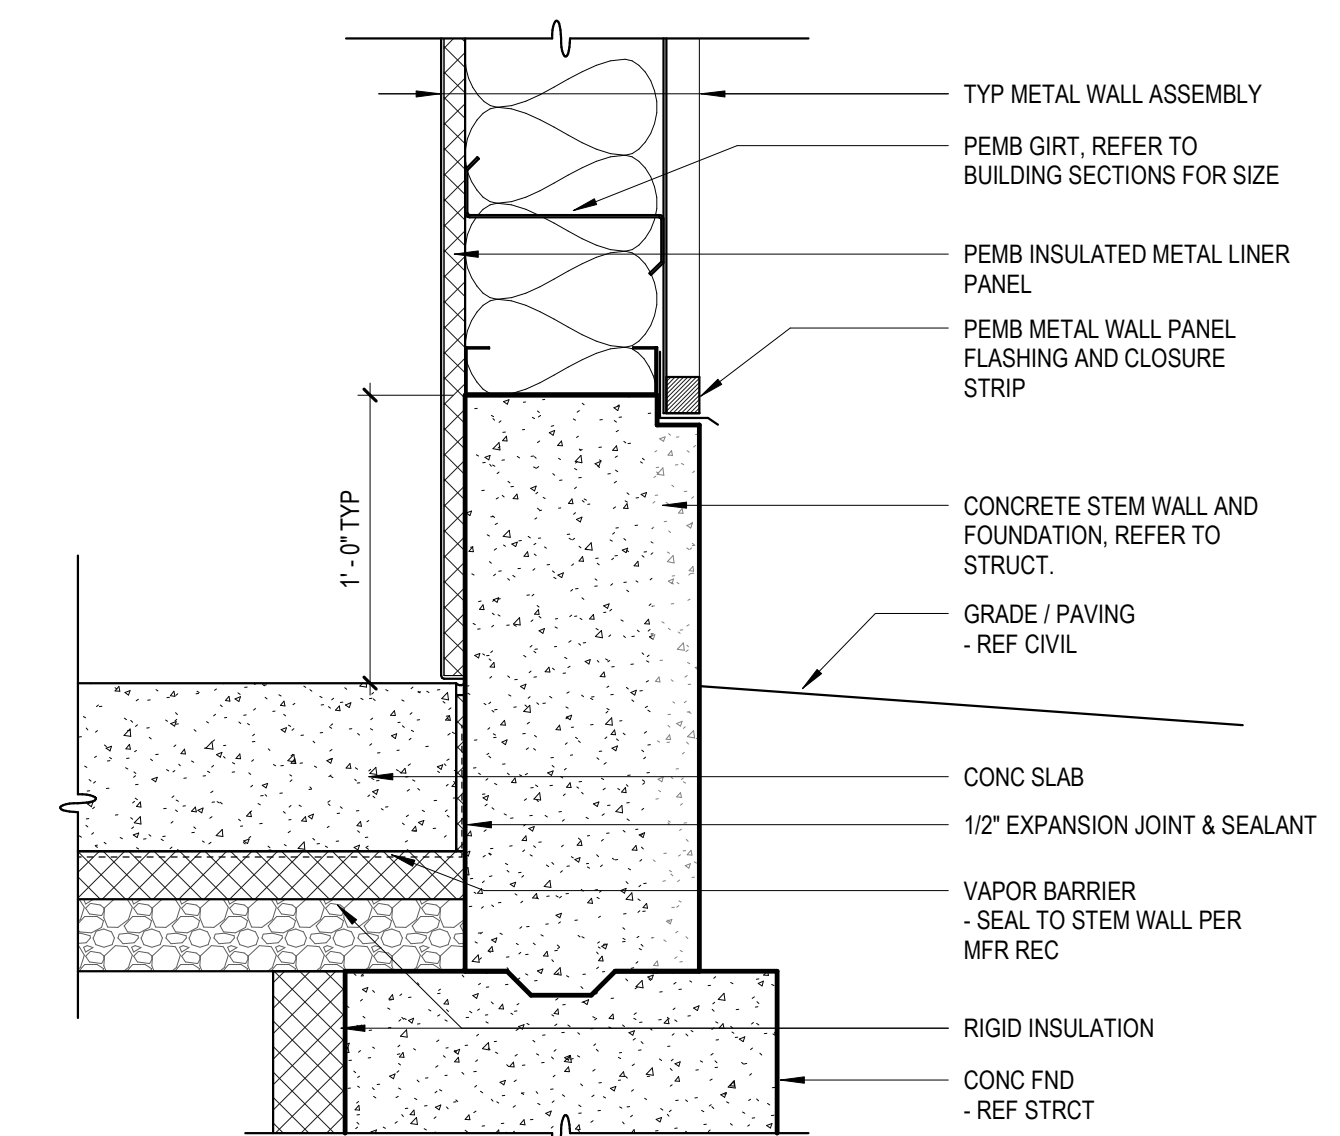 TYP METAL WALL ASSEMBLY
PEMB GIRT, REFER TO
BUILDING SECTIONS FOR SIZE
PEMB INSULATED METAL LINER
PANEL
PEMB METAL WALL PANEL
FLASHING AND CLOSURE
STRIP
1' - 0" TYP
CONCRETE STEM WALL AND
FOUNDATION, REFER TO
STRUCT.
GRADE / PAVING
- REF CIVIL
CONC SLAB
1/2" EXPANSION JOINT & SEALANT
VAPOR BARRIER
- SEAL TO STEM WALL PER
MFR REC
RIGID INSULATION
CONC FND
- REF STRCT